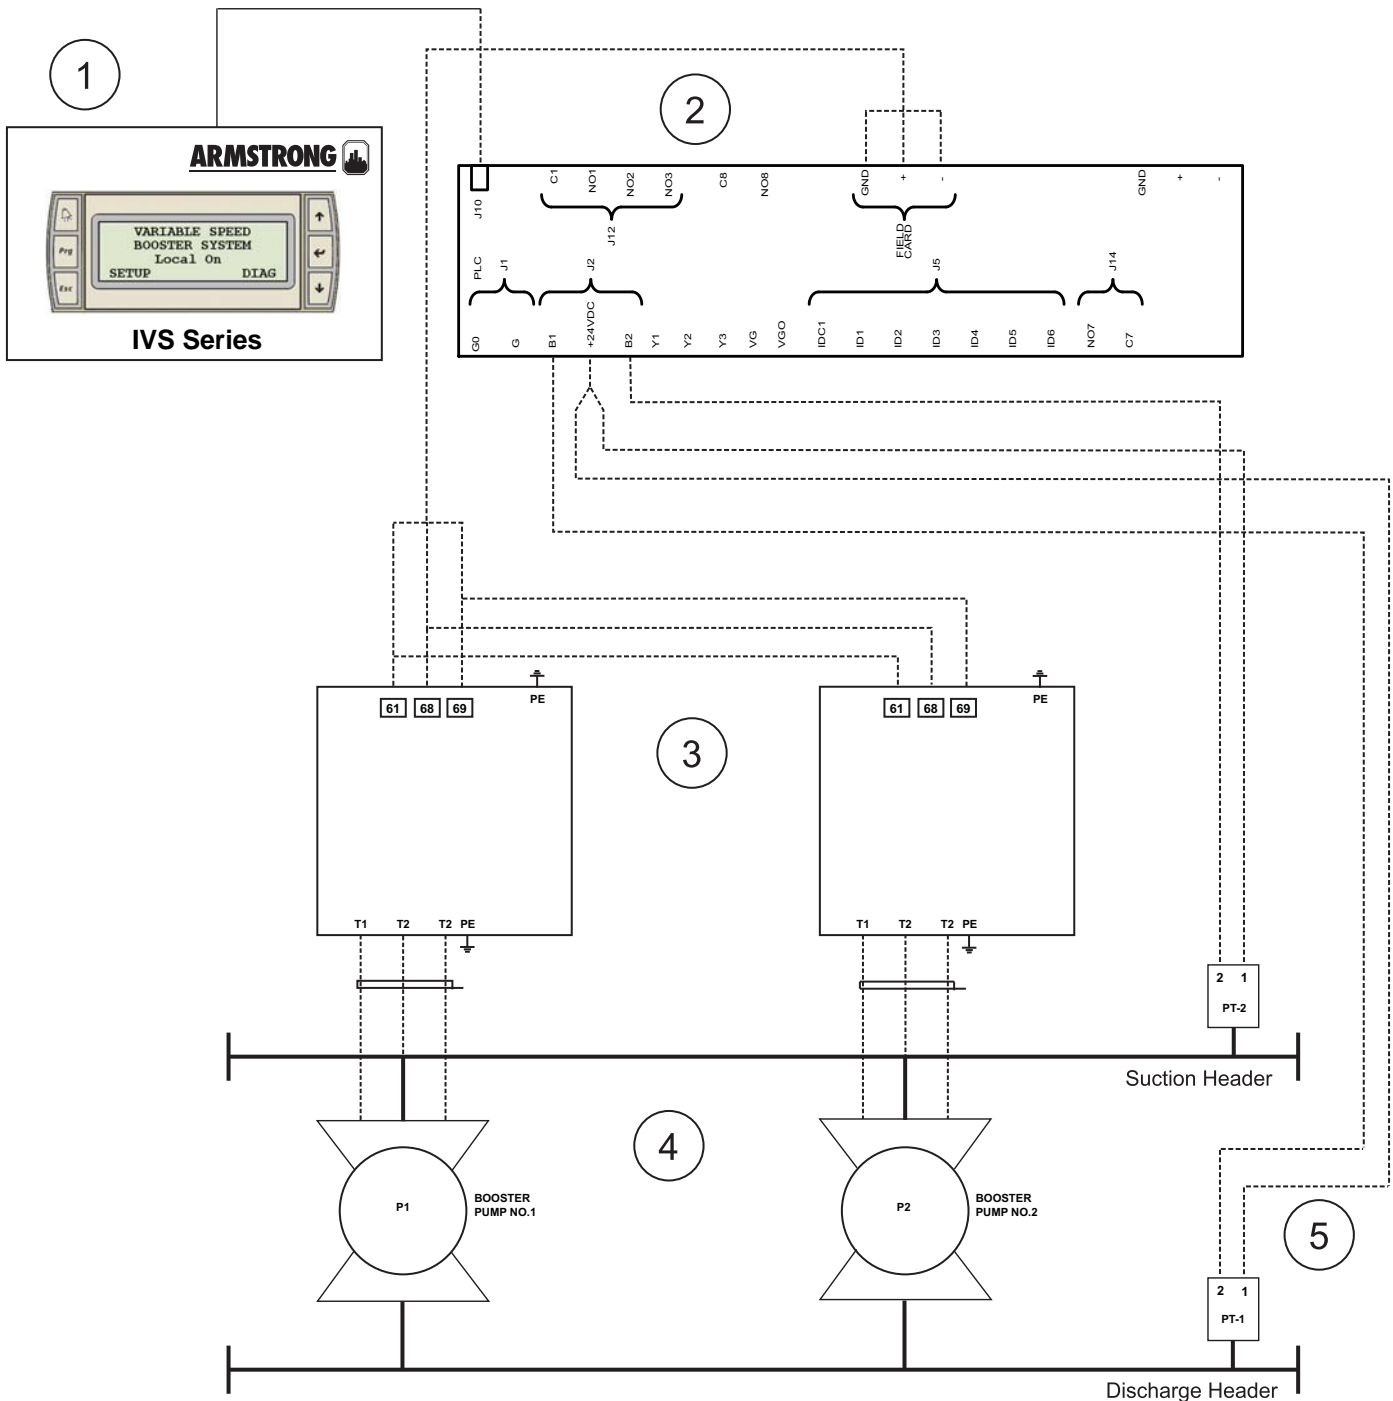 1
ARMSTRONG
Prg
Esc
VARIABLE SPEED
BOOSTER SYSTEM
Local On
SETUP DIAG
IVS Series
2
C1 NO1 NO2 NO3 C8 NO8 GND + - GND + -
J10 J12 FIELD CARD
PLC J1 J2 J5 J14
G0 G B1 +24VDC B2 Y1 Y2 Y3 VG VGO IDC1 ID1 ID2 ID3 ID4 ID5 ID6 NO7 C7
PE PE
61 68 69 61 68 69
3
T1 T2 T2 PE T1 T2 T2 PE
2 1
PT-2
Suction Header
4
P1
BOOSTER
PUMP NO.1
P2
BOOSTER
PUMP NO.2
5
2 1
PT-1
Discharge Header